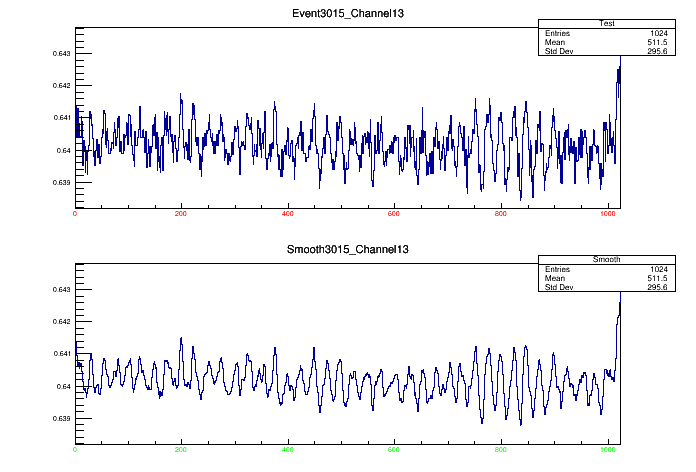 Event3015_Channel13
Test
Entries 1024
Mean 511.5
Std Dev 295.6
0.643
0.642
0.641
0.64
0.639
0 200 400 600 800 1000
Smooth3015_Channel13
Smooth
Entries 1024
Mean 511.5
Std Dev 295.6
0.643
0.642
0.641
0.64
0.639
0 200 400 600 800 1000